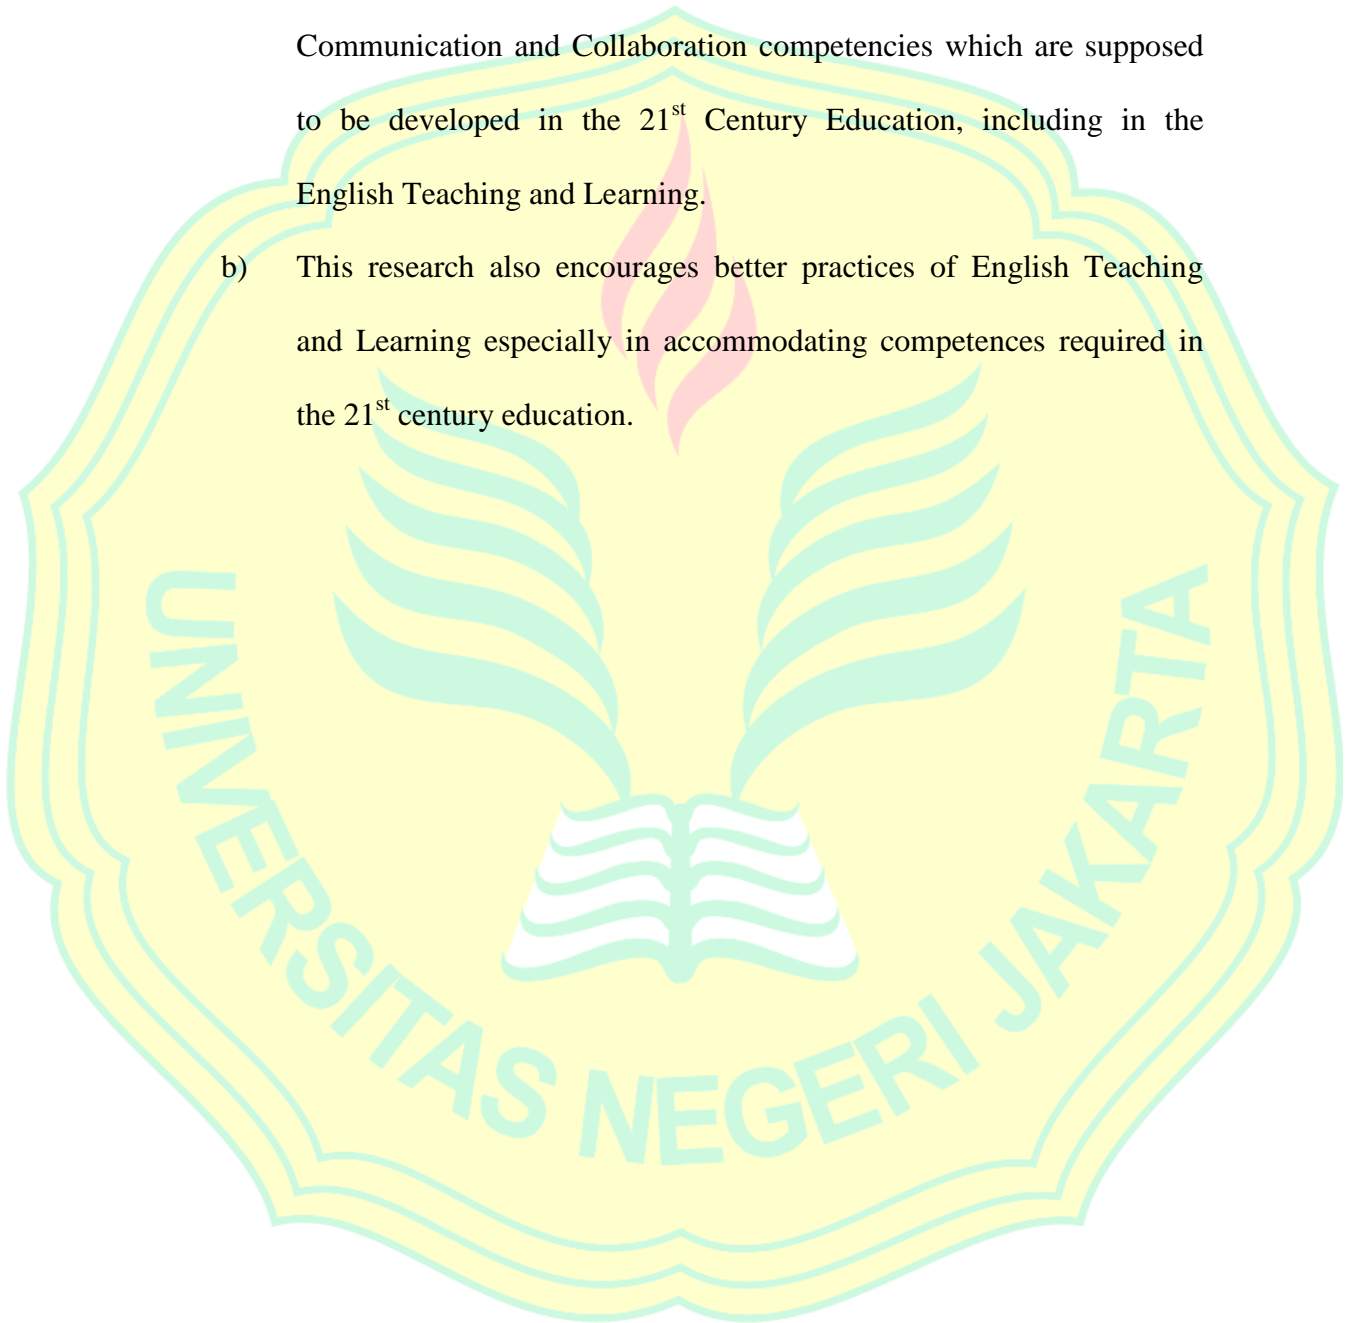 Communication and Collaboration competencies which are supposed
to be developed in the 21st Century Education, including in the
English Teaching and Learning.
b) This research also encourages better practices of English Teaching
and Learning especially in accommodating competences required in
the 21st century education.
UNIVERSITAS NEGERI JAKARTA